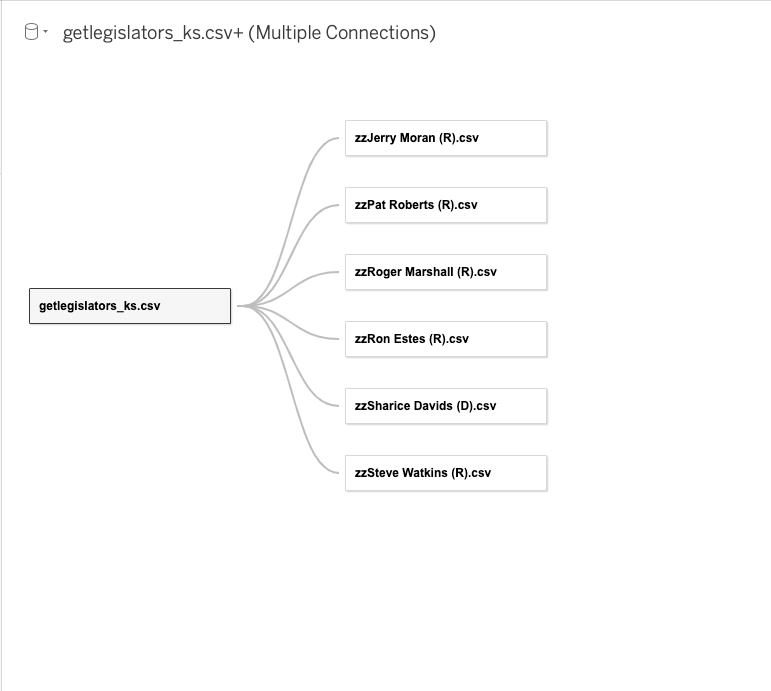 getlegislators_ks.csv+ (Multiple Connections)
zzJerry Moran (R).csv
zzPat Roberts (R).csv
zzRoger Marshall (R).csv
getlegislators_ks.csv
zzRon Estes (R).csv
zzSharice Davids (D).csv
zzSteve Watkins (R).csv